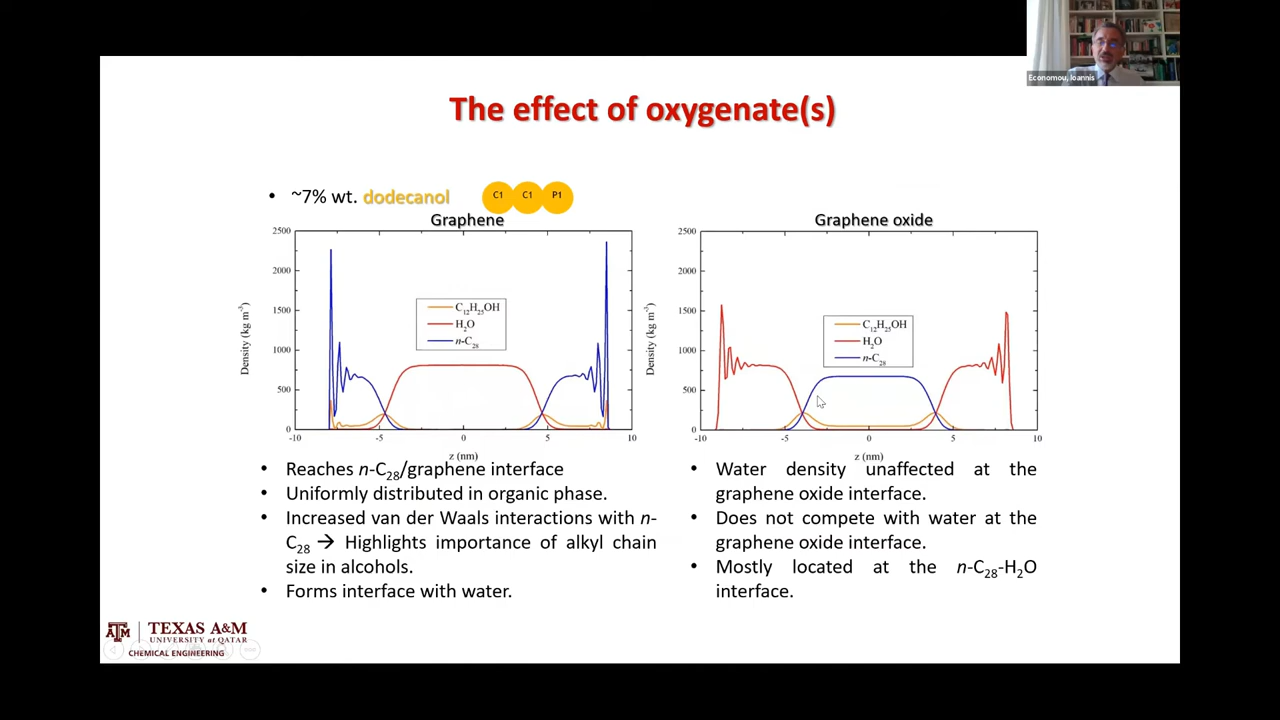 Economou, Ioannis
The effect of oxygenate(s)
• ~7% wt. dodecanol
C1 C1 P1
Graphene
2500
2000
1500
1000
500
0
-10 -5 0 5 10
Density (kg m⁻³)
z (nm)
C₁₂H₂₅OH
H₂O
n-C₂₈
• Reaches n-C₂₈/graphene interface
• Uniformly distributed in organic phase.
• Increased van der Waals interactions with n-
C₂₈ → Highlights importance of alkyl chain
size in alcohols.
• Forms interface with water.
Graphene oxide
2500
2000
1500
1000
500
0
-10 -5 0 5 10
Density (kg m⁻³)
z (nm)
C₁₂H₂₅OH
H₂O
n-C₂₈
• Water density unaffected at the
graphene oxide interface.
• Does not compete with water at the
graphene oxide interface.
• Mostly located at the n-C₂₈-H₂O
interface.
ATM
TEXAS A&M
UNIVERSITY at QATAR
CHEMICAL ENGINEERING